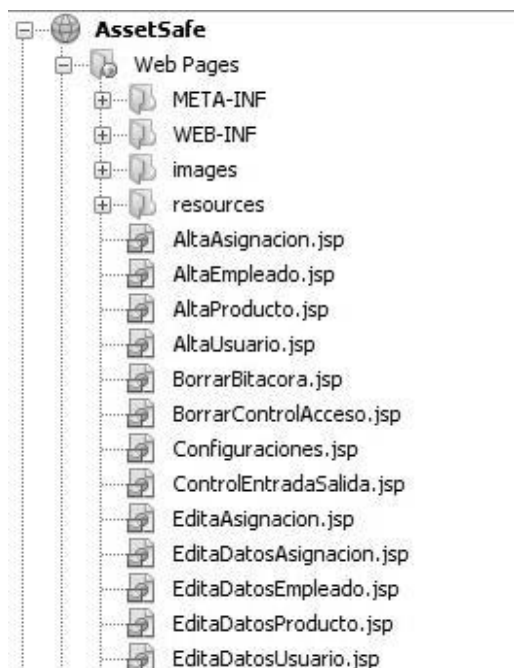 AssetSafe
Web Pages
META-INF
WEB-INF
images
resources
AltaAsignacion.jsp
AltaEmpleado.jsp
AltaProducto.jsp
AltaUsuario.jsp
BorrarBitacora.jsp
BorrarControlAcceso.jsp
Configuraciones.jsp
ControlEntradaSalida.jsp
EditaAsignacion.jsp
EditaDatosAsignacion.jsp
EditaDatosEmpleado.jsp
EditaDatosProducto.jsp
EditaDatosUsuario.jsp